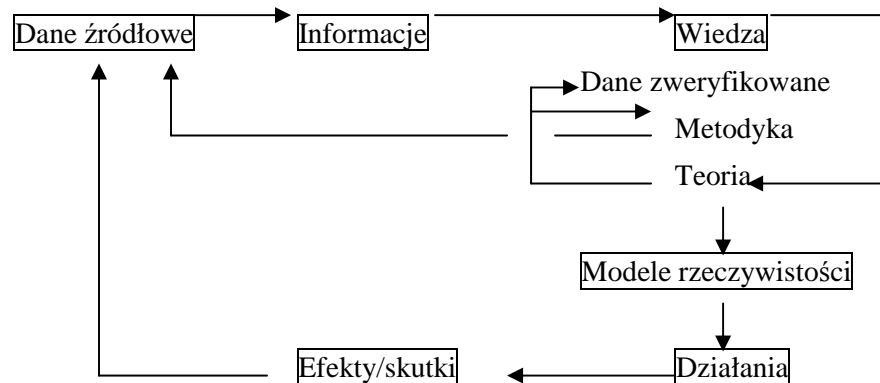 Dane źródłowe Informacje Wiedza
Dane zweryfikowane
Metodyka
Teoria
Modele rzeczywistości
Efekty/skutki Działania